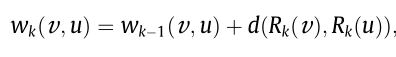 w_k(v, u) = w_{k−1}(v, u) + d(R_k(v), R_k(u)),